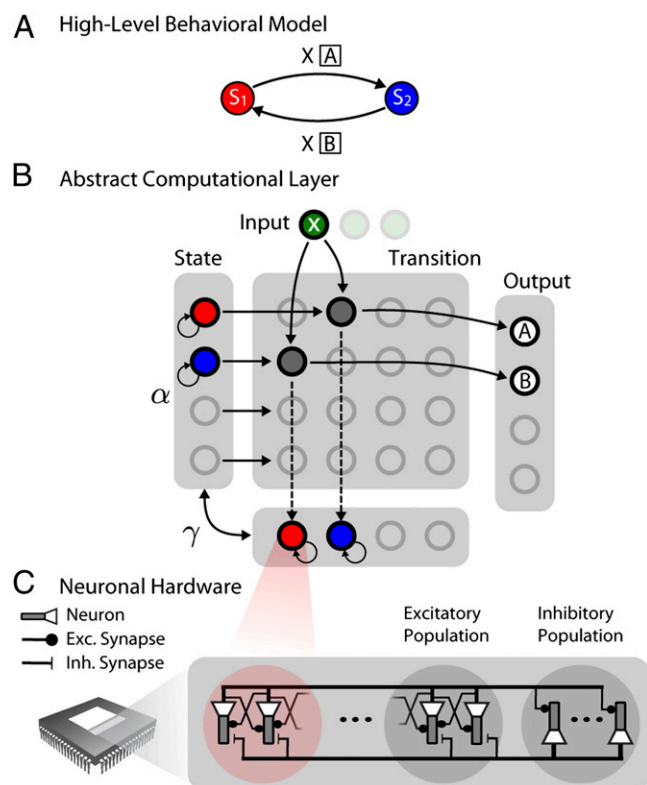 A High-Level Behavioral Model
X A
S1 S2
X B
B Abstract Computational Layer
Input X
State Transition Output
A
B
α
γ
C Neuronal Hardware
Neuron
Exc. Synapse
Inh. Synapse
Excitatory Population
Inhibitory Population